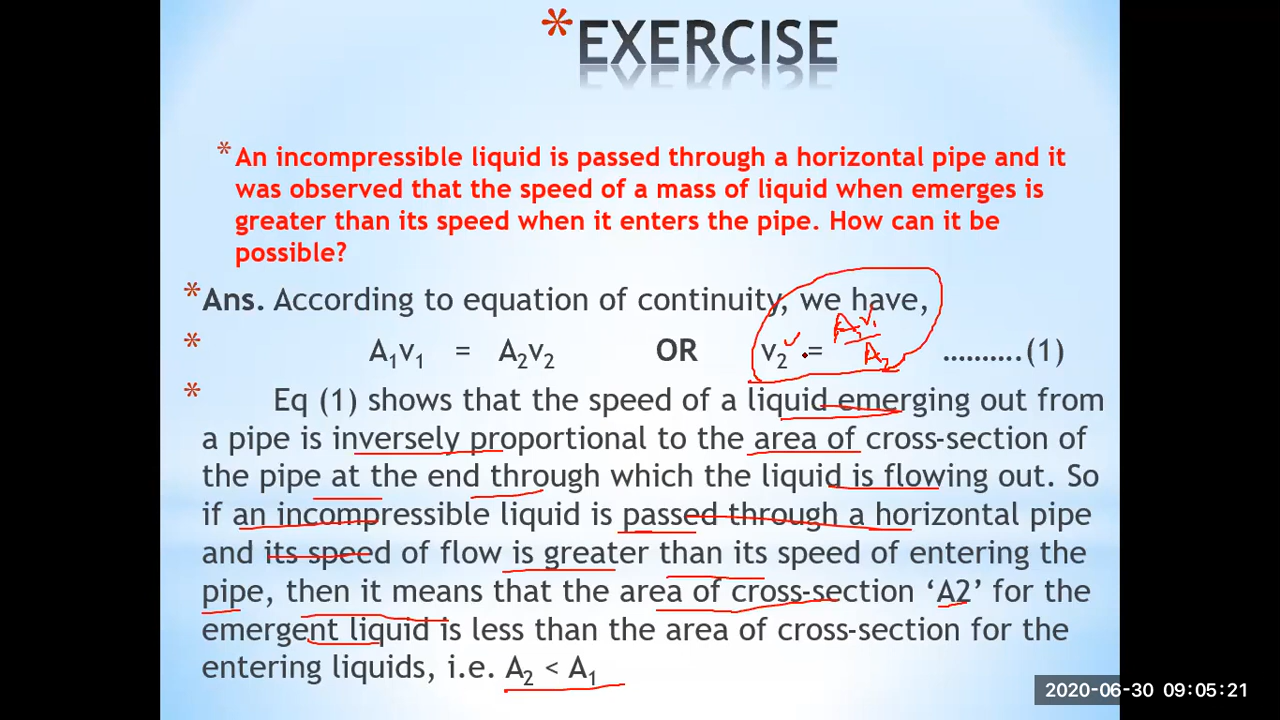 *EXERCISE
* An incompressible liquid is passed through a horizontal pipe and it
was observed that the speed of a mass of liquid when emerges is
greater than its speed when it enters the pipe. How can it be
possible?
* Ans. According to equation of continuity, we have,
* A₁v₁ = A₂v₂ OR v₂ = A₁v₁/A₂ ..........(1)
* Eq (1) shows that the speed of a liquid emerging out from
a pipe is inversely proportional to the area of cross-section of
the pipe at the end through which the liquid is flowing out. So
if an incompressible liquid is passed through a horizontal pipe
and its speed of flow is greater than its speed of entering the
pipe, then it means that the area of cross-section ‘A2’ for the
emergent liquid is less than the area of cross-section for the
entering liquids, i.e. A₂ < A₁
2020-06-30 09:05:21